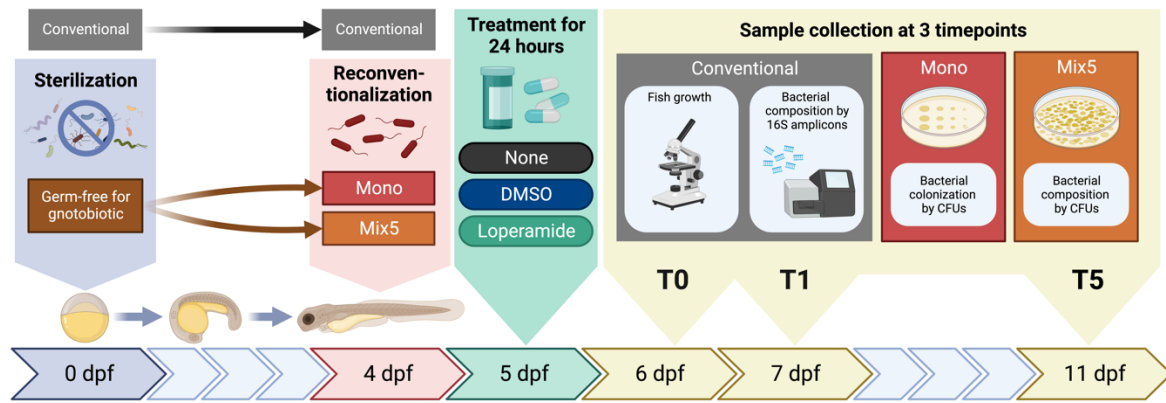 Conventional
Conventional
Sterilization
Germ-free for
gnotobiotic
Reconven-
tionalization
Mono
Mix5
Treatment for
24 hours
None
DMSO
Loperamide
Sample collection at 3 timepoints
Conventional
Fish growth
Bacterial
composition by
16S amplicons
Mono
Bacterial
colonization
by CFUs
Mix5
Bacterial
composition
by CFUs
T0
T1
T5
0 dpf
4 dpf
5 dpf
6 dpf
7 dpf
11 dpf